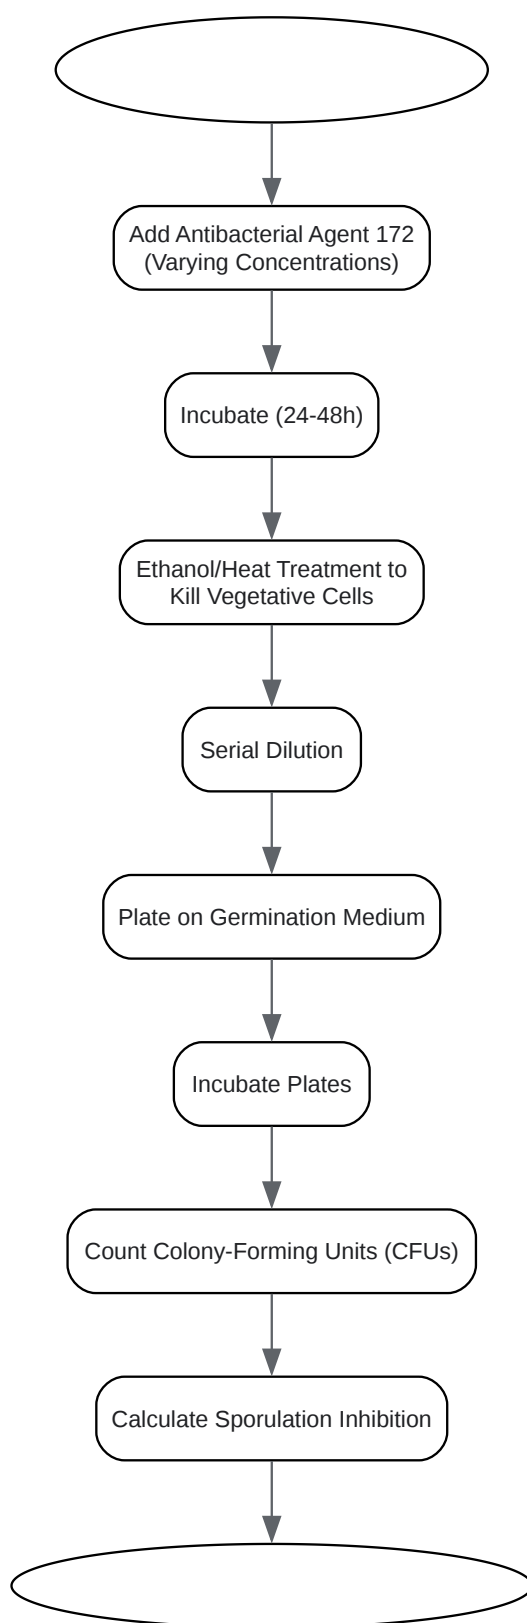 Add Antibacterial Agent 172
(Varying Concentrations)
Incubate (24-48h)
Ethanol/Heat Treatment to
Kill Vegetative Cells
Serial Dilution
Plate on Germination Medium
Incubate Plates
Count Colony-Forming Units (CFUs)
Calculate Sporulation Inhibition